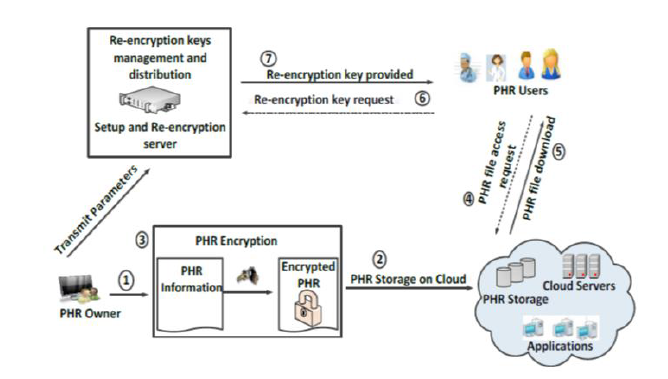 Re-encryption keys
management and
distribution
Setup and Re-encryption
server
⑦
Re-encryption key provided
Re-encryption key request ⑥
PHR Users
④
PHR file access
request
PHR file download
⑤
Transmit Parameters
③
PHR Encryption
①
PHR Owner
PHR
Information
Encrypted
PHR
②
PHR Storage on Cloud
PHR Storage
Cloud Servers
Applications